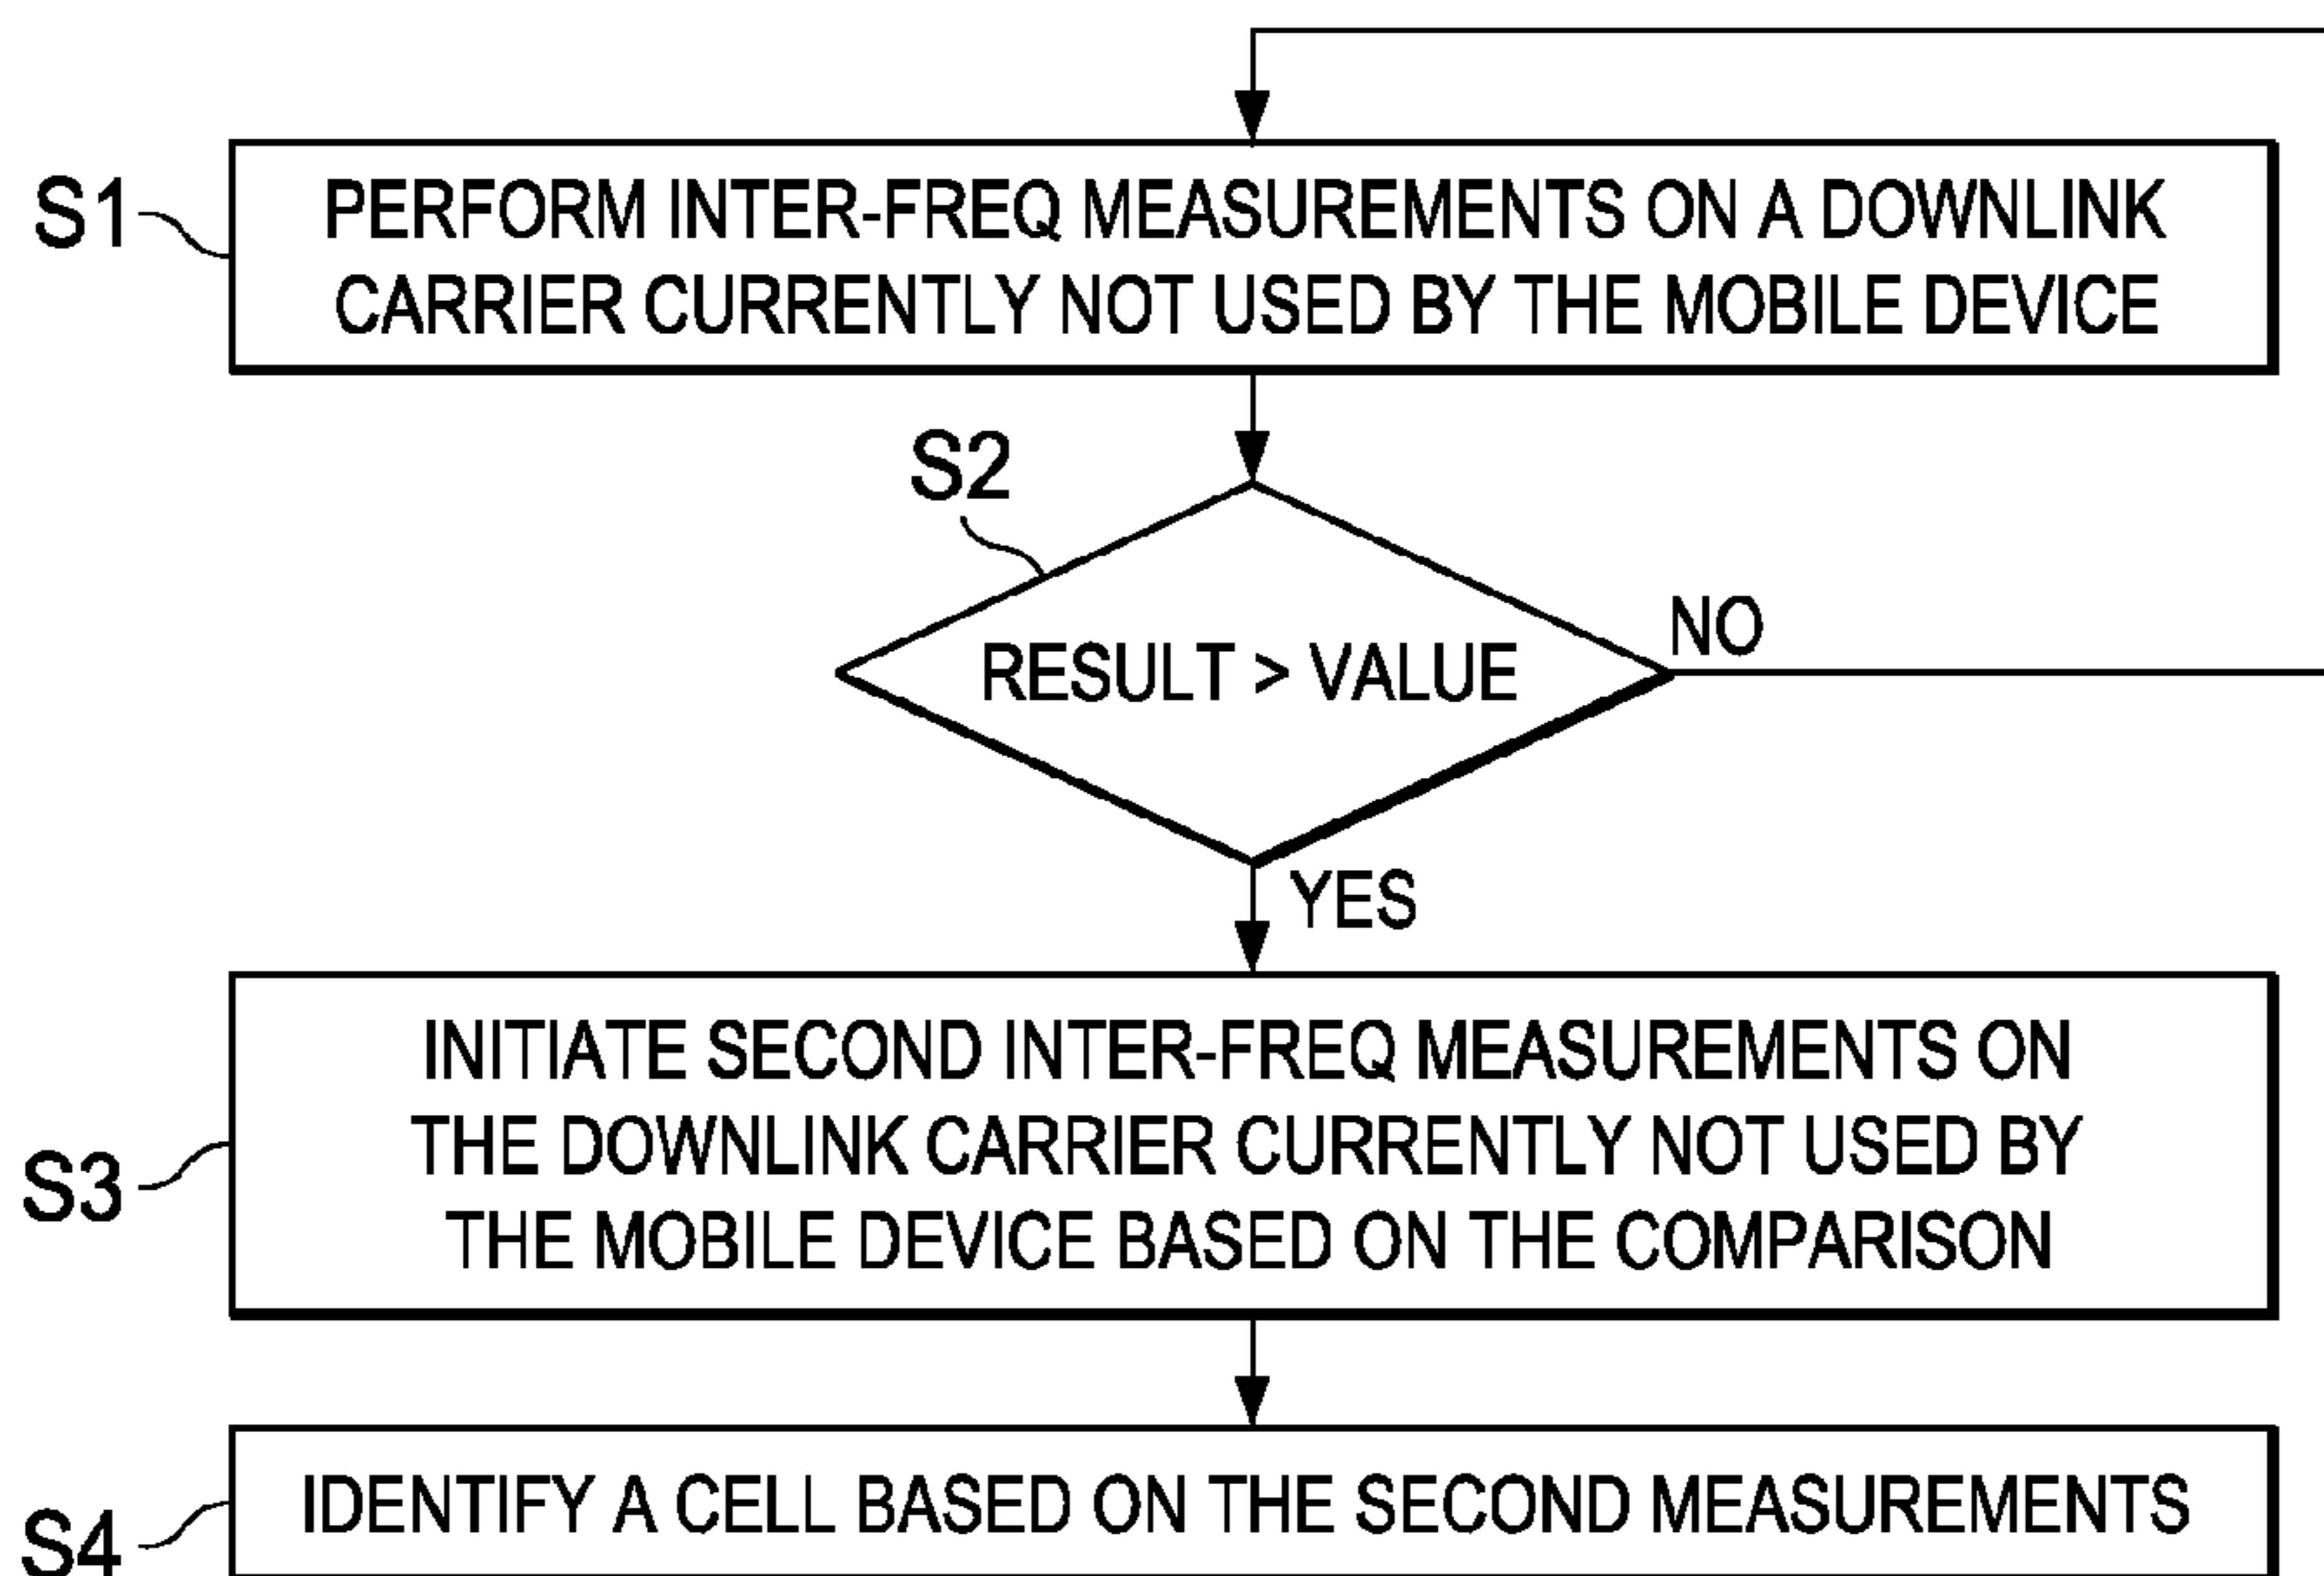 S1
PERFORM INTER-FREQ MEASUREMENTS ON A DOWNLINK
CARRIER CURRENTLY NOT USED BY THE MOBILE DEVICE
S2
RESULT > VALUE
NO
YES
S3
INITIATE SECOND INTER-FREQ MEASUREMENTS ON
THE DOWNLINK CARRIER CURRENTLY NOT USED BY
THE MOBILE DEVICE BASED ON THE COMPARISON
S4
IDENTIFY A CELL BASED ON THE SECOND MEASUREMENTS